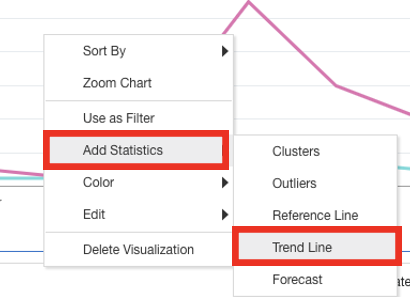 Sort By
Zoom Chart
Use as Filter
Add Statistics
Color
Edit
Delete Visualization
Clusters
Outliers
Reference Line
Trend Line
Forecast